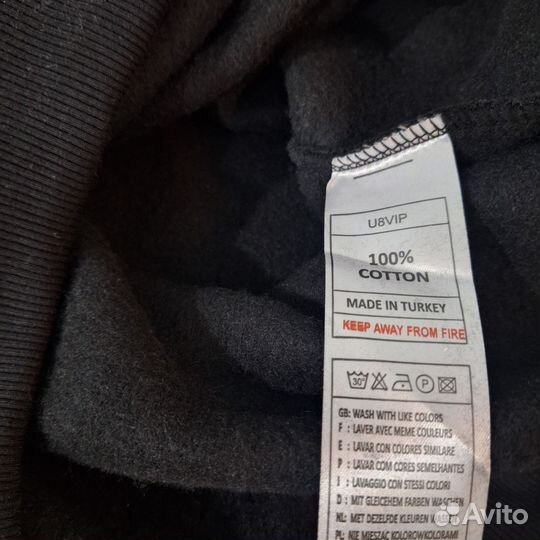 U8VIP
100%
COTTON
MADE IN TURKEY
KEEP AWAY FROM FIRE
30°
P
GB: WASH WITH LIKE COLORS
F : LAVER AVEC MEME COULEURS
E : LAVAR CON COLORES SIMILARE
P : LAVAR COM CORES SEMELHANTES
I : LAVAGGIO CON STESSI COLORI
D : MIT GLEICHEM FARBEN WASCHEN
NL: MET DEZELFDE KLEUREN
PL: NIE MIESZAC KOLOROWKOLORAMI
Avito